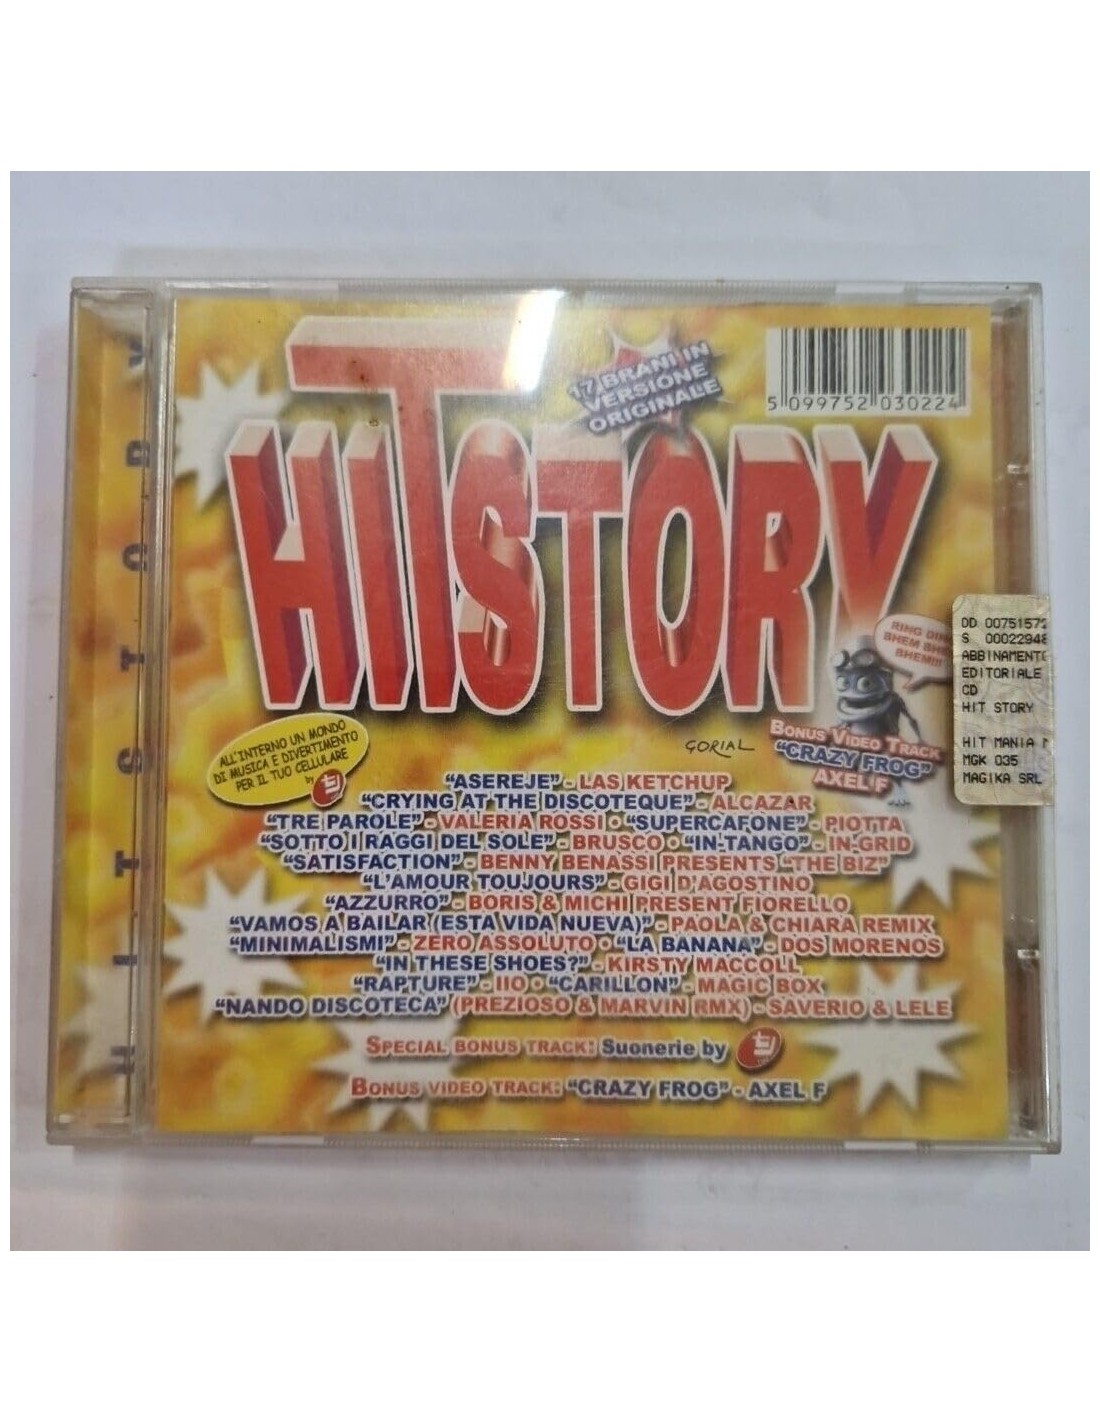 HITSTORY
17 BRANI IN
VERSIONE
ORIGINALE
5 099752 030224
HITSTORY
RING DING
BHEM BHE
BHEM!!!
DD 00751572
S 00022948
ABBINAMENTO
EDITORIALE
CD
HIT STORY
HIT MANIA
MGK 035
MAGIKA SRL
ALL'INTERNO UN MONDO
DI MUSICA E DIVERTIMENTO
PER IL TUO CELLULARE
by tj
GORIAL
BONUS VIDEO TRACK
"CRAZY FROG"
AXEL F
"ASEREJE" - LAS KETCHUP
"CRYING AT THE DISCOTEQUE" - ALCAZAR
"TRE PAROLE" - VALERIA ROSSI • "SUPERCAFONE" - PIOTTA
"SOTTO I RAGGI DEL SOLE" - BRUSCO • "IN-TANGO" - IN-GRID
"SATISFACTION" - BENNY BENASSI PRESENTS "THE BIZ"
"L'AMOUR TOUJOURS" - GIGI D'AGOSTINO
"AZZURRO" - BORIS & MICHI PRESENT FIORELLO
"VAMOS A BAILAR (ESTA VIDA NUEVA)" - PAOLA & CHIARA REMIX
"MINIMALISMI" - ZERO ASSOLUTO • "LA BANANA" - DOS MORENOS
"IN THESE SHOES?" - KIRSTY MACCOLL
"RAPTURE" - IIO • "CARILLON" - MAGIC BOX
"NANDO DISCOTECA" (PREZIOSO & MARVIN RMX) - SAVERIO & LELE
SPECIAL BONUS TRACK: Suonerie by tj
BONUS VIDEO TRACK: "CRAZY FROG" - AXEL F